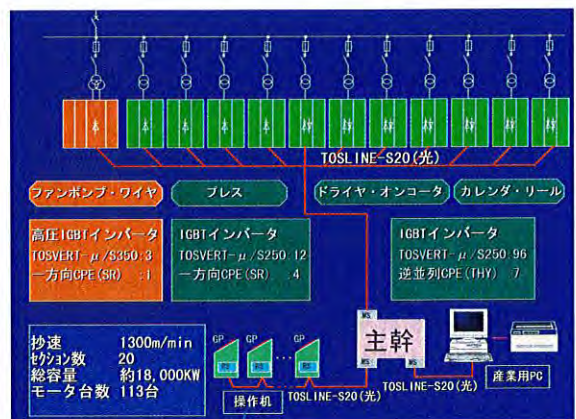 TOSLINE-S20(光)
ファンポンプ・ワイヤ
プレス
ドライヤ・オンコータ
カレンダ・リール
高圧IGBTインバータ
TOSVERT-μ/S350:3
一方向CPE(SR) :1
IGBTインバータ
TOSVERT-μ/S250:12
一方向CPE(SR) :4
IGBTインバータ
TOSVERT-μ/S250:96
逆並列CPE(THY) 7
抄速 1300m/min
セクション数 20
総容量 約18,000KW
モータ台数 113台
GP GP ... GP
RS RS RS
操作机
TOSLINE-S20(光)
MS
主幹
MS
TOSLINE-S20(光)
産業用PC